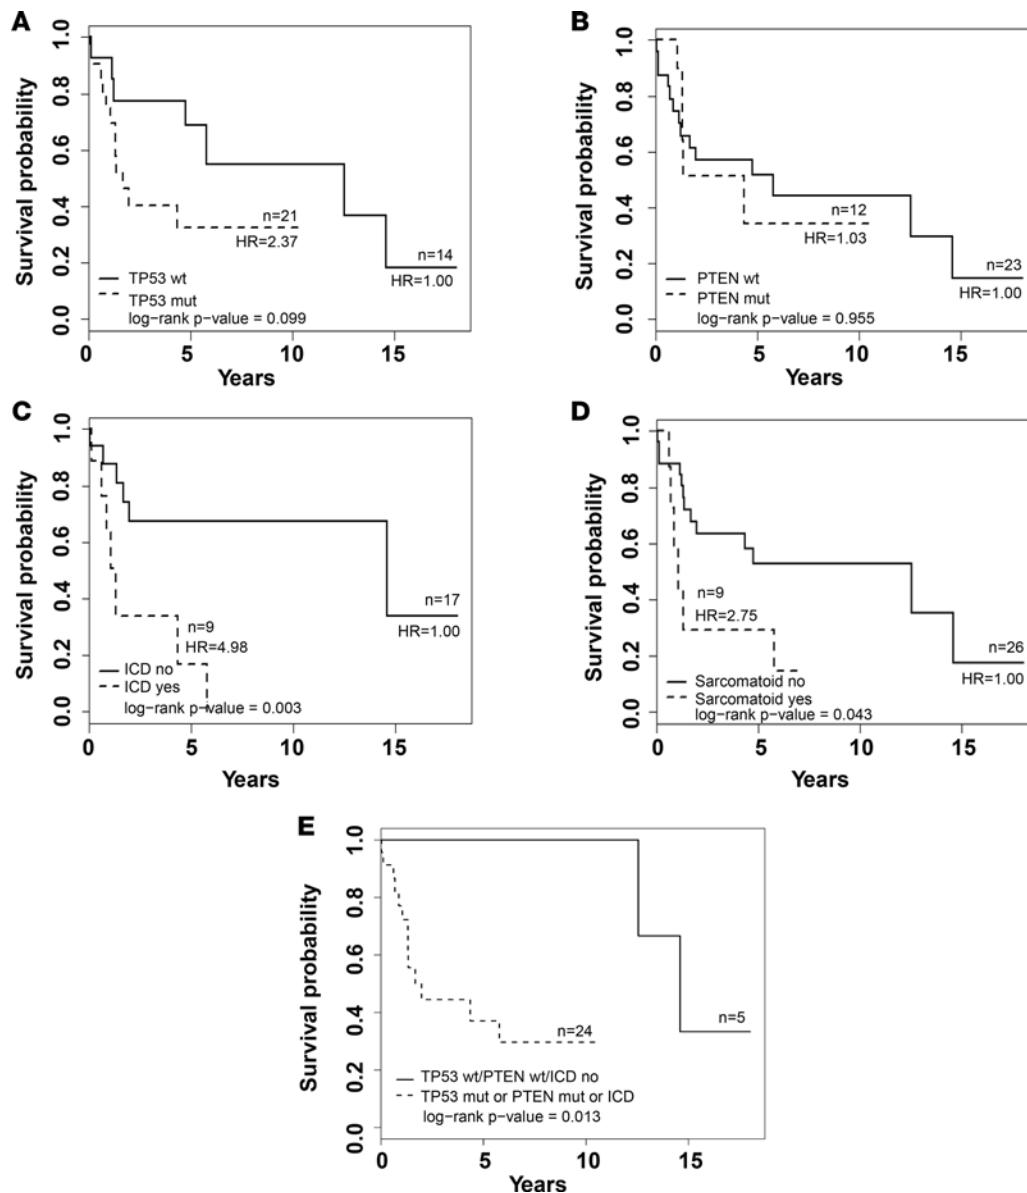 A
Survival probability
1.0
0.8
0.6
0.4
0.2
0.0
n=21
HR=2.37
n=14
HR=1.00
TP53 wt
TP53 mut
log-rank p-value = 0.099
0 5 10 15
Years
B
Survival probability
1.0
0.8
0.6
0.4
0.2
0.0
n=12
HR=1.03
n=23
HR=1.00
PTEN wt
PTEN mut
log-rank p-value = 0.955
0 5 10 15
Years
C
Survival probability
1.0
0.8
0.6
0.4
0.2
0.0
n=9
HR=4.98
n=17
HR=1.00
ICD no
ICD yes
log-rank p-value = 0.003
0 5 10 15
Years
D
Survival probability
1.0
0.8
0.6
0.4
0.2
0.0
n=9
HR=2.75
n=26
HR=1.00
Sarcomatoid no
Sarcomatoid yes
log-rank p-value = 0.043
0 5 10 15
Years
E
Survival probability
1.0
0.8
0.6
0.4
0.2
0.0
n=24
n=5
TP53 wt/PTEN wt/ICD no
TP53 mut or PTEN mut or ICD
log-rank p-value = 0.013
0 5 10 15
Years